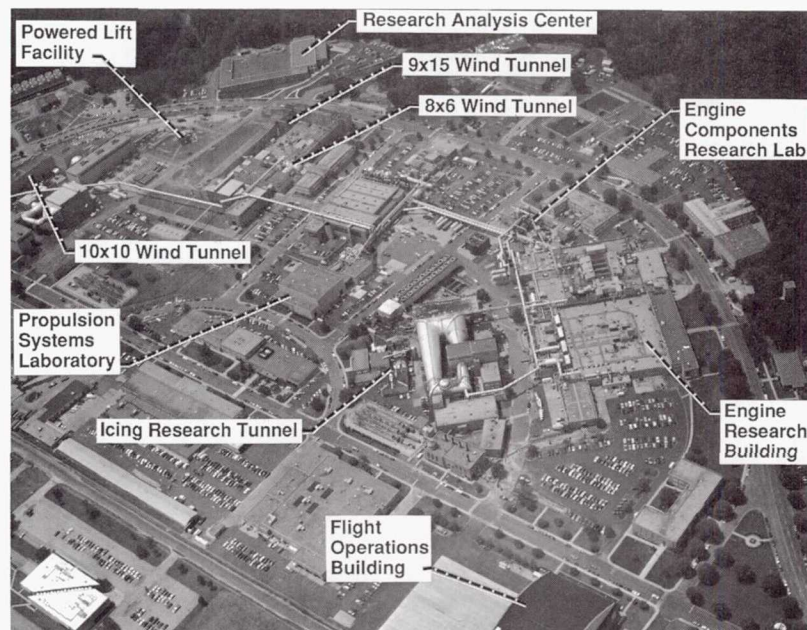 Powered Lift
Facility
Research Analysis Center
9x15 Wind Tunnel
8x6 Wind Tunnel
Engine
Components
Research Lab
10x10 Wind Tunnel
Propulsion
Systems
Laboratory
Icing Research Tunnel
Engine
Research
Building
Flight
Operations
Building